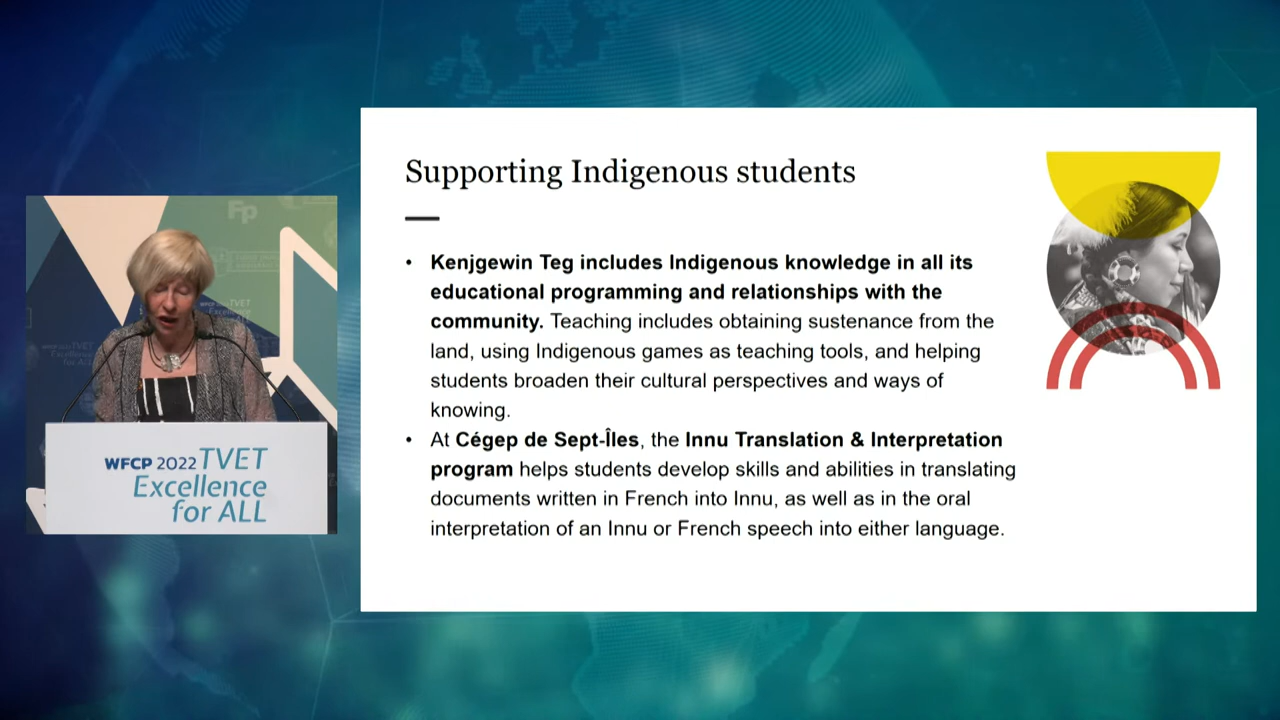 Supporting Indigenous students
• Kenjgewin Teg includes Indigenous knowledge in all its
educational programming and relationships with the
community. Teaching includes obtaining sustenance from the
land, using Indigenous games as teaching tools, and helping
students broaden their cultural perspectives and ways of
knowing.
• At Cégep de Sept-Îles, the Innu Translation & Interpretation
program helps students develop skills and abilities in translating
documents written in French into Innu, as well as in the oral
interpretation of an Innu or French speech into either language.
Fp
WFCP 2022 TVET
Excellence
for ALL